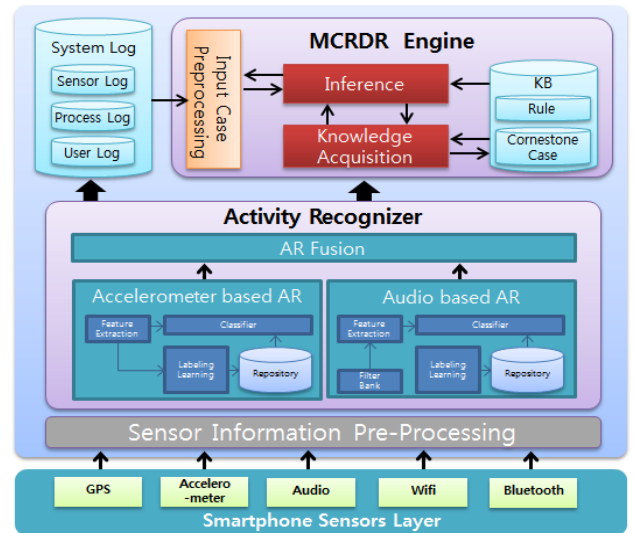 System Log
Sensor Log
Process Log
User Log
Input Case
Preprocessing
MCRDR Engine
Inference
Knowledge
Acquisition
KB
Rule
Cornestone
Case
Activity Recognizer
AR Fusion
Accelerometer based AR
Feature
Extraction
Classifier
Labeling
Learning
Repository
Audio based AR
Feature
Extraction
Classifier
Filter
Bank
Labeling
Learning
Repository
Sensor Information Pre-Processing
GPS
Accelero
-meter
Audio
Wifi
Bluetooth
Smartphone Sensors Layer